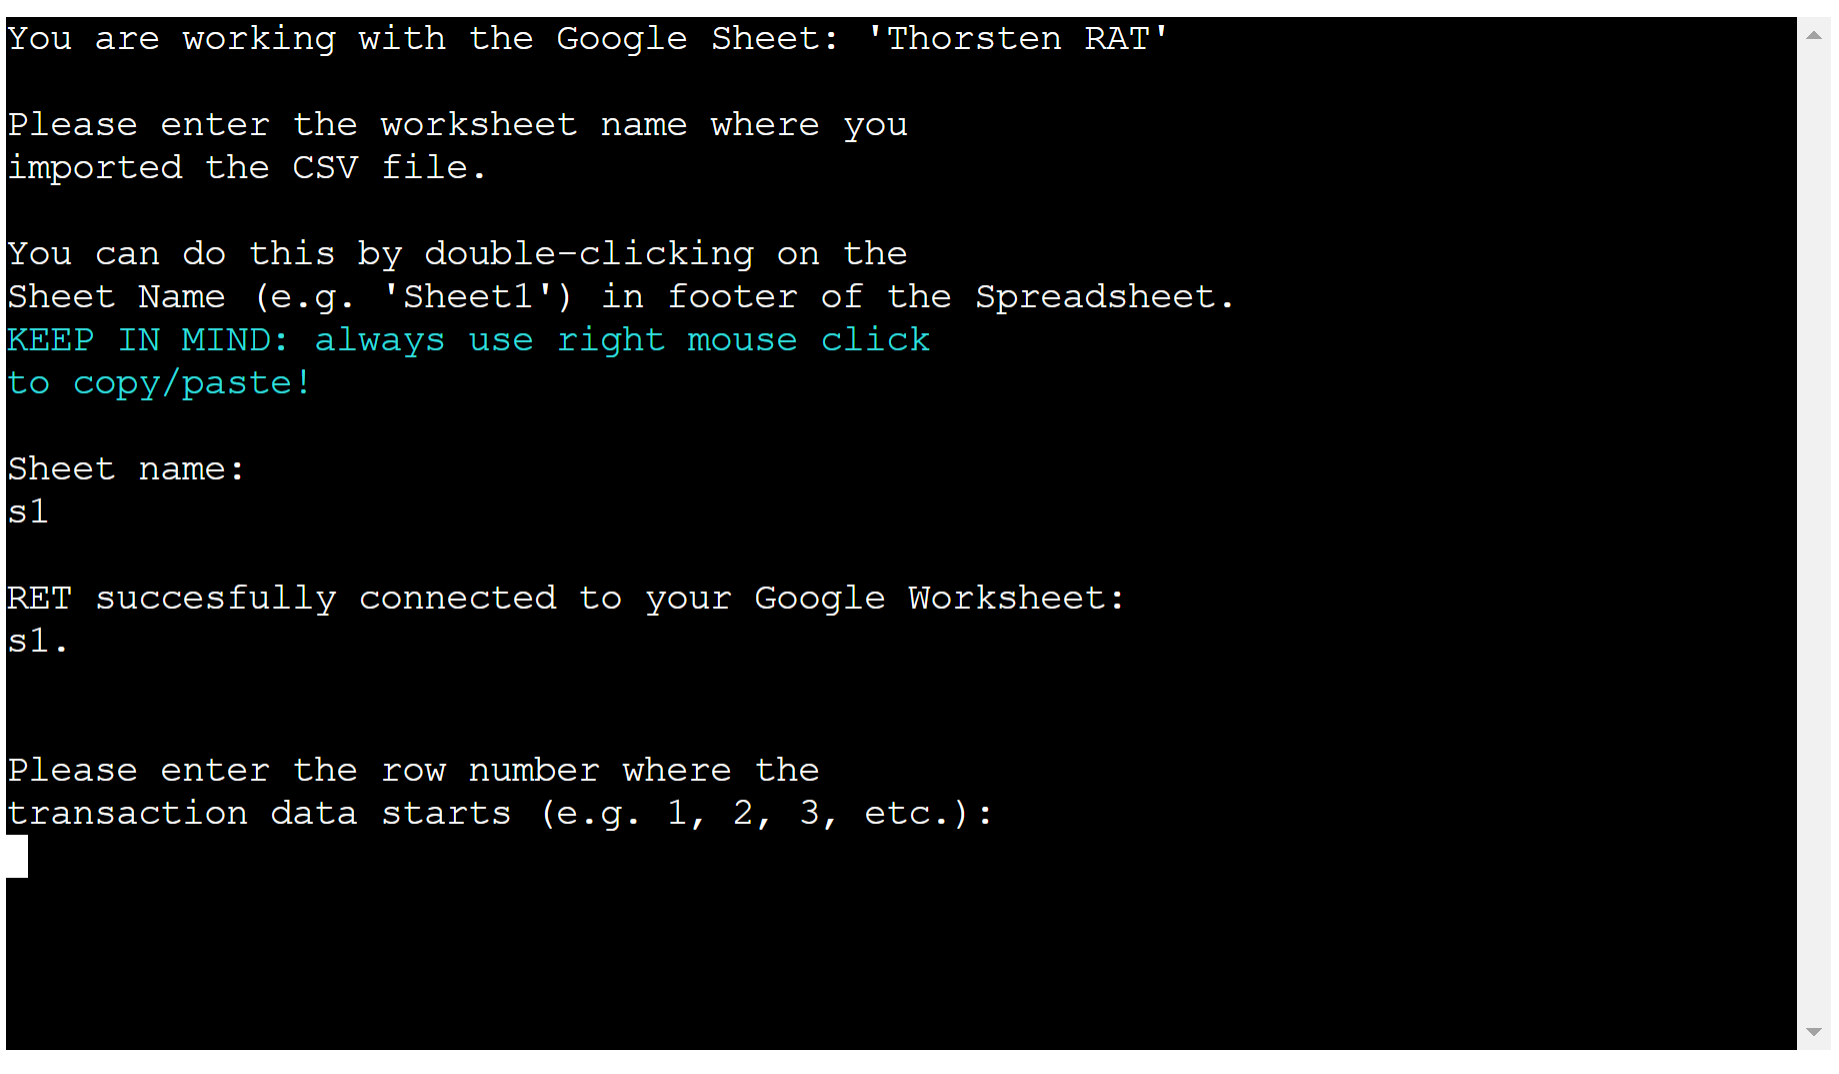 You are working with the Google Sheet: 'Thorsten RAT'
Please enter the worksheet name where you
imported the CSV file.
You can do this by double-clicking on the
Sheet Name (e.g. 'Sheet1') in footer of the Spreadsheet.
KEEP IN MIND: always use right mouse click
to copy/paste!
Sheet name:
s1
RET succesfully connected to your Google Worksheet:
s1.
Please enter the row number where the
transaction data starts (e.g. 1, 2, 3, etc.):